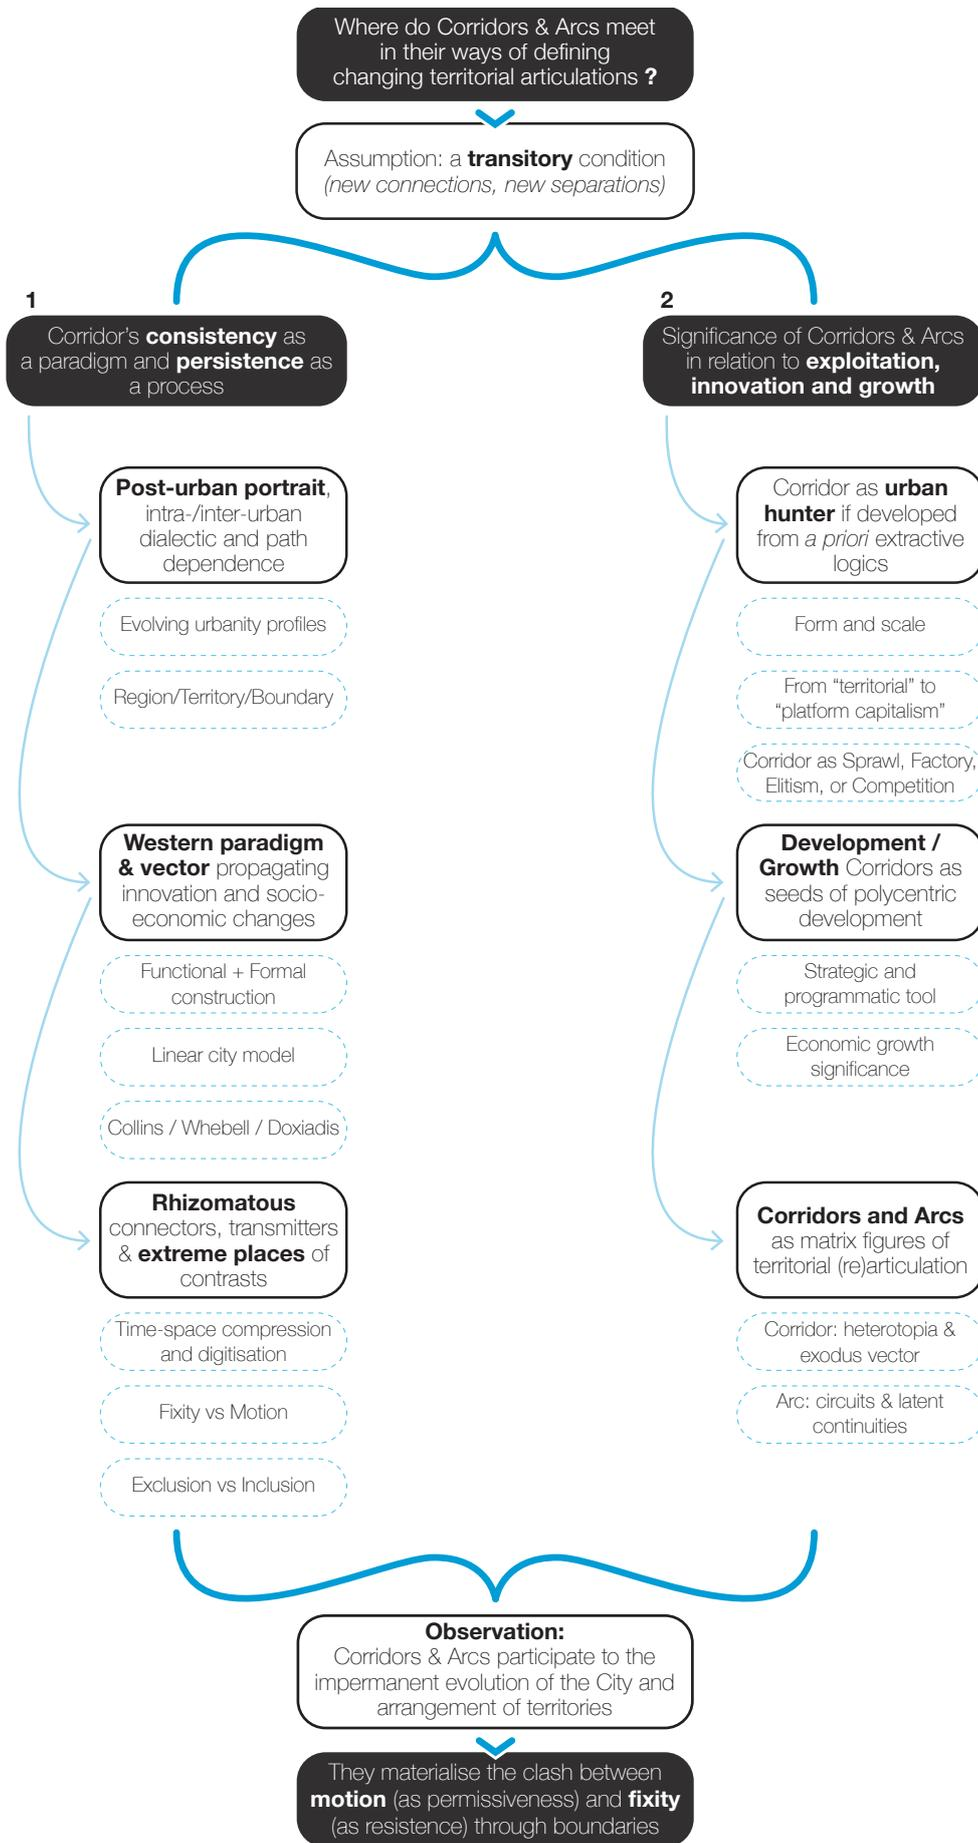 Where do Corridors & Arcs meet
in their ways of defining
changing territorial articulations ?
Assumption: a transitory condition
(new connections, new separations)
1
Corridor's consistency as
a paradigm and persistence as
a process
Post-urban portrait,
intra-/inter-urban
dialectic and path
dependence
Evolving urbanity profiles
Region/Territory/Boundary
Western paradigm
& vector propagating
innovation and socio-
economic changes
Functional + Formal
construction
Linear city model
Collins / Whebell / Doxiadis
Rhizomatous
connectors, transmitters
& extreme places of
contrasts
Time-space compression
and digitisation
Fixity vs Motion
Exclusion vs Inclusion
2
Significance of Corridors & Arcs
in relation to exploitation,
innovation and growth
Corridor as urban
hunter if developed
from a priori extractive
logics
Form and scale
From “territorial” to
“platform capitalism”
Corridor as Sprawl, Factory,
Elitism, or Competition
Development /
Growth Corridors as
seeds of polycentric
development
Strategic and
programmatic tool
Economic growth
significance
Corridors and Arcs
as matrix figures of
territorial (re)articulation
Corridor: heterotopia &
exodus vector
Arc: circuits & latent
continuities
Observation:
Corridors & Arcs participate to the
impermanent evolution of the City and
arrangement of territories
They materialise the clash between
motion (as permissiveness) and fixity
(as resistence) through boundaries